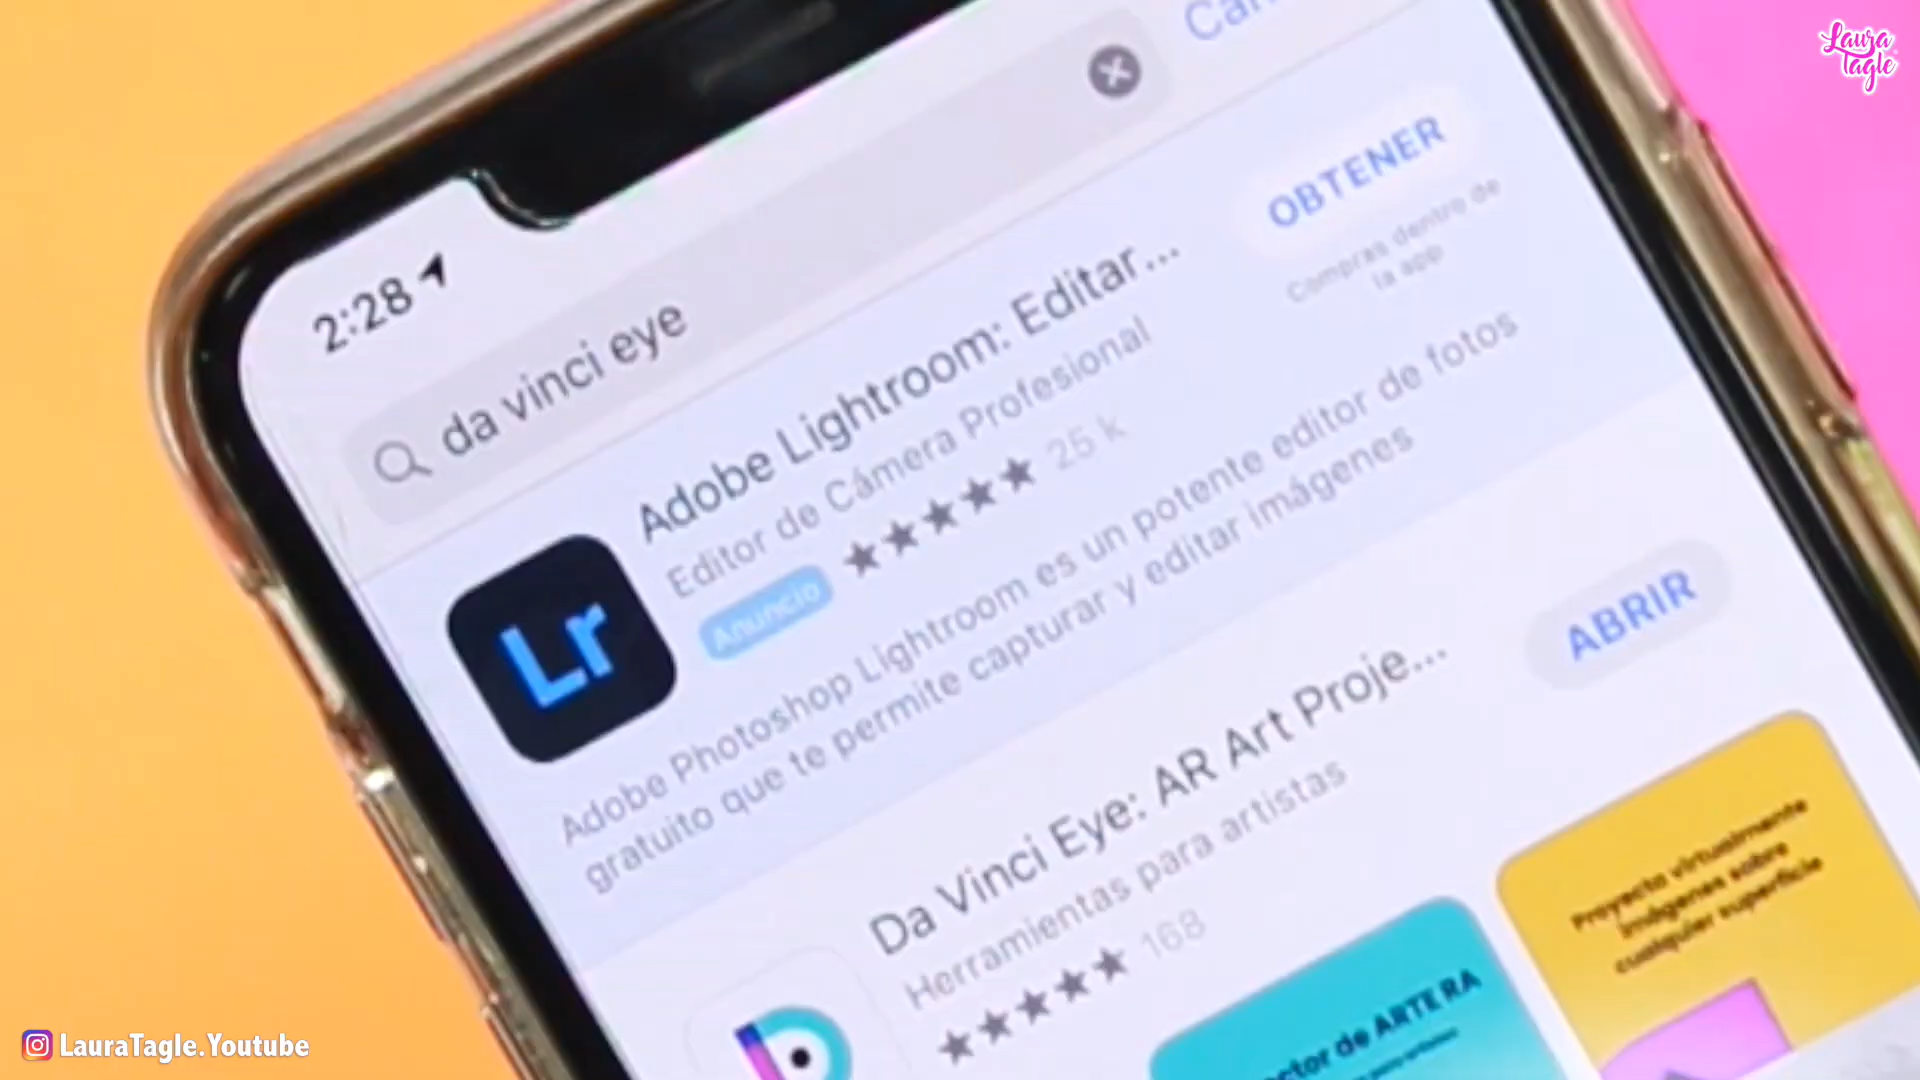 Laura
Tagle
2:28
da vinci eye
OBTENER
Compras dentro de
la app
Adobe Lightroom: Editar...
Editor de Cámara Profesional
Anuncio
25 k
Lr
Adobe Photoshop Lightroom es un potente editor de fotos
gratuito que te permite capturar y editar imágenes
ABRIR
Da Vinci Eye: AR Art Proje...
Herramientas para artistas
168
Proyecto virtualmente
imágenes sobre
cualquier superficie
de ARTE RA
LauraTagle.Youtube